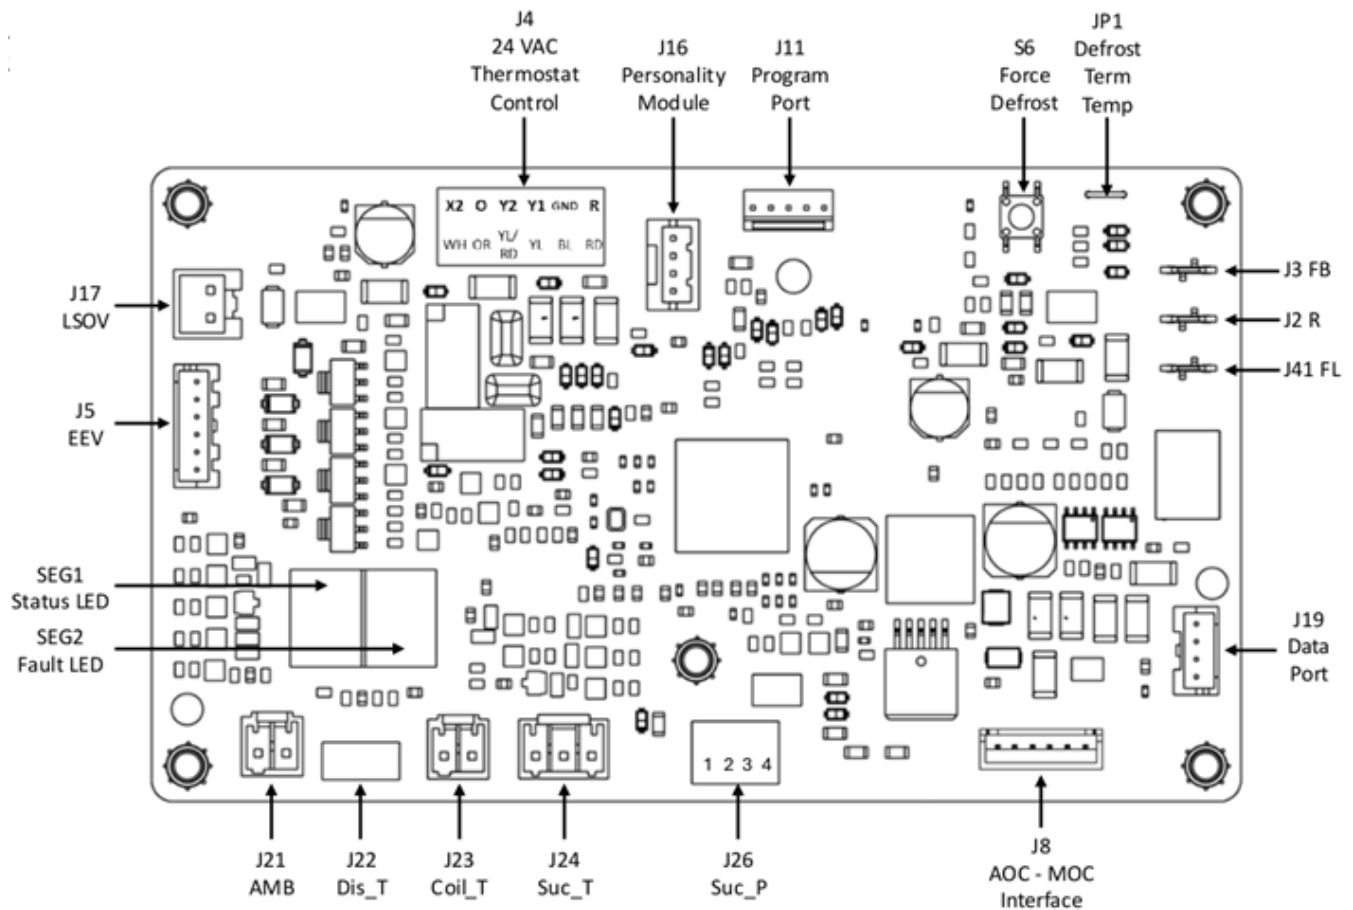 J4
24 VAC
Thermostat
Control
J16
Personality
Module
J11
Program
Port
S6
Force
Defrost
JP1
Defrost
Term
Temp
X2 O Y2 Y1 GND R
WH OR YL/RD YL BL RD
J17
LSOV
J5
EEV
SEG1
Status LED
SEG2
Fault LED
J3 FB
J2 R
J41 FL
J19
Data
Port
1 2 3 4
J21
AMB
J22
Dis_T
J23
Coil_T
J24
Suc_T
J26
Suc_P
J8
AOC - MOC
Interface